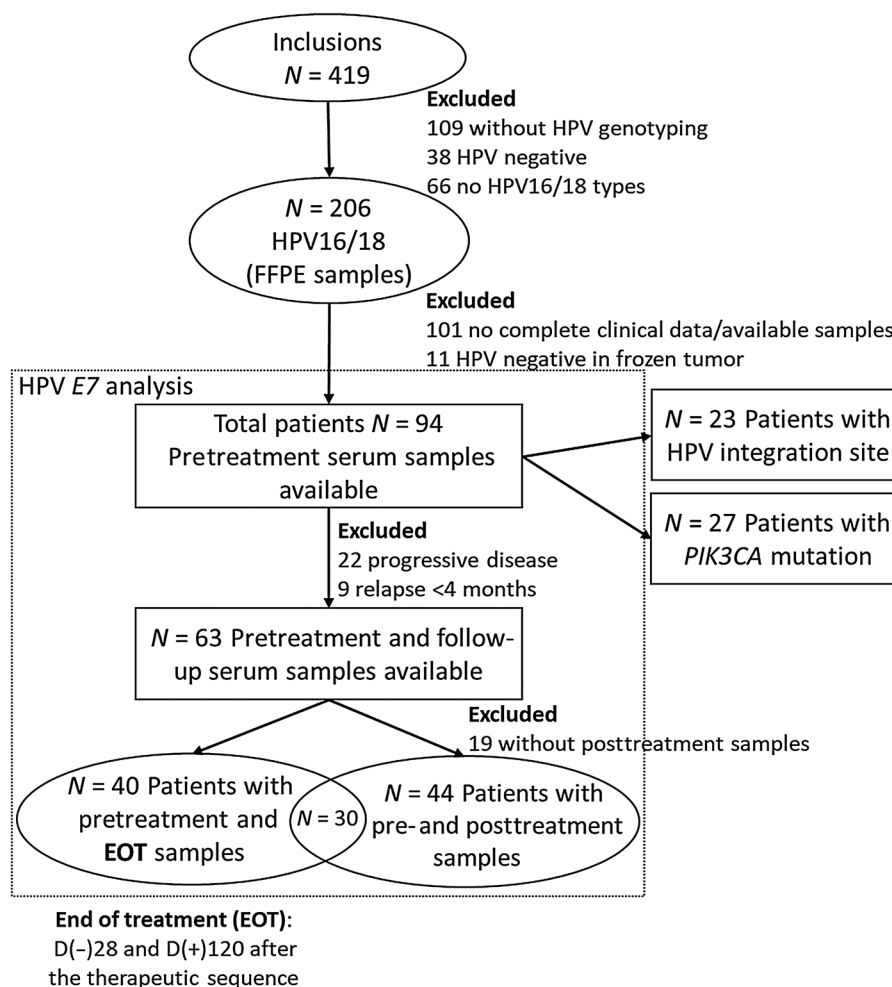 Inclusions
N = 419
Excluded
109 without HPV genotyping
38 HPV negative
66 no HPV16/18 types
N = 206
HPV16/18
(FFPE samples)
Excluded
101 no complete clinical data/available samples
11 HPV negative in frozen tumor
HPV E7 analysis
Total patients N = 94
Pretreatment serum samples
available
N = 23 Patients with
HPV integration site
N = 27 Patients with
PIK3CA mutation
Excluded
22 progressive disease
9 relapse <4 months
N = 63 Pretreatment and follow-
up serum samples available
Excluded
19 without posttreatment samples
N = 40 Patients with
pretreatment and
EOT samples
N = 30
N = 44 Patients with
pre-and posttreatment
samples
End of treatment (EOT):
D(−)28 and D(+)120 after
the therapeutic sequence